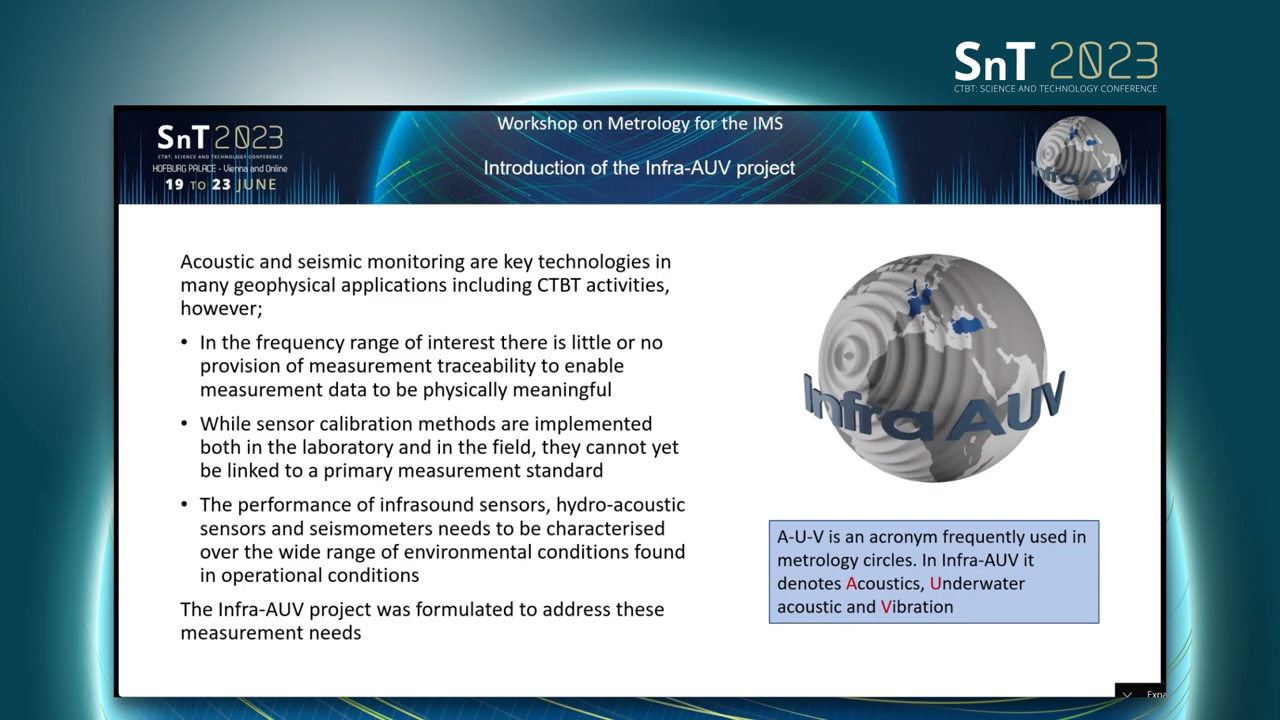 SnT 2023
CTBT: SCIENCE AND TECHNOLOGY CONFERENCE
SnT 2023
CTBT: SCIENCE AND TECHNOLOGY CONFERENCE
HOFBURG PALACE - Vienna and Online
19 TO 23 JUNE
Workshop on Metrology for the IMS
Introduction of the Infra-AUV project
Infra AUV
Acoustic and seismic monitoring are key technologies in
many geophysical applications including CTBT activities,
however;
• In the frequency range of interest there is little or no
provision of measurement traceability to enable
measurement data to be physically meaningful
• While sensor calibration methods are implemented
both in the laboratory and in the field, they cannot yet
be linked to a primary measurement standard
• The performance of infrasound sensors, hydro-acoustic
sensors and seismometers needs to be characterised
over the wide range of environmental conditions found
in operational conditions
The Infra-AUV project was formulated to address these
measurement needs
Infra AUV
A-U-V is an acronym frequently used in
metrology circles. In Infra-AUV it
denotes Acoustics, Underwater
acoustic and Vibration